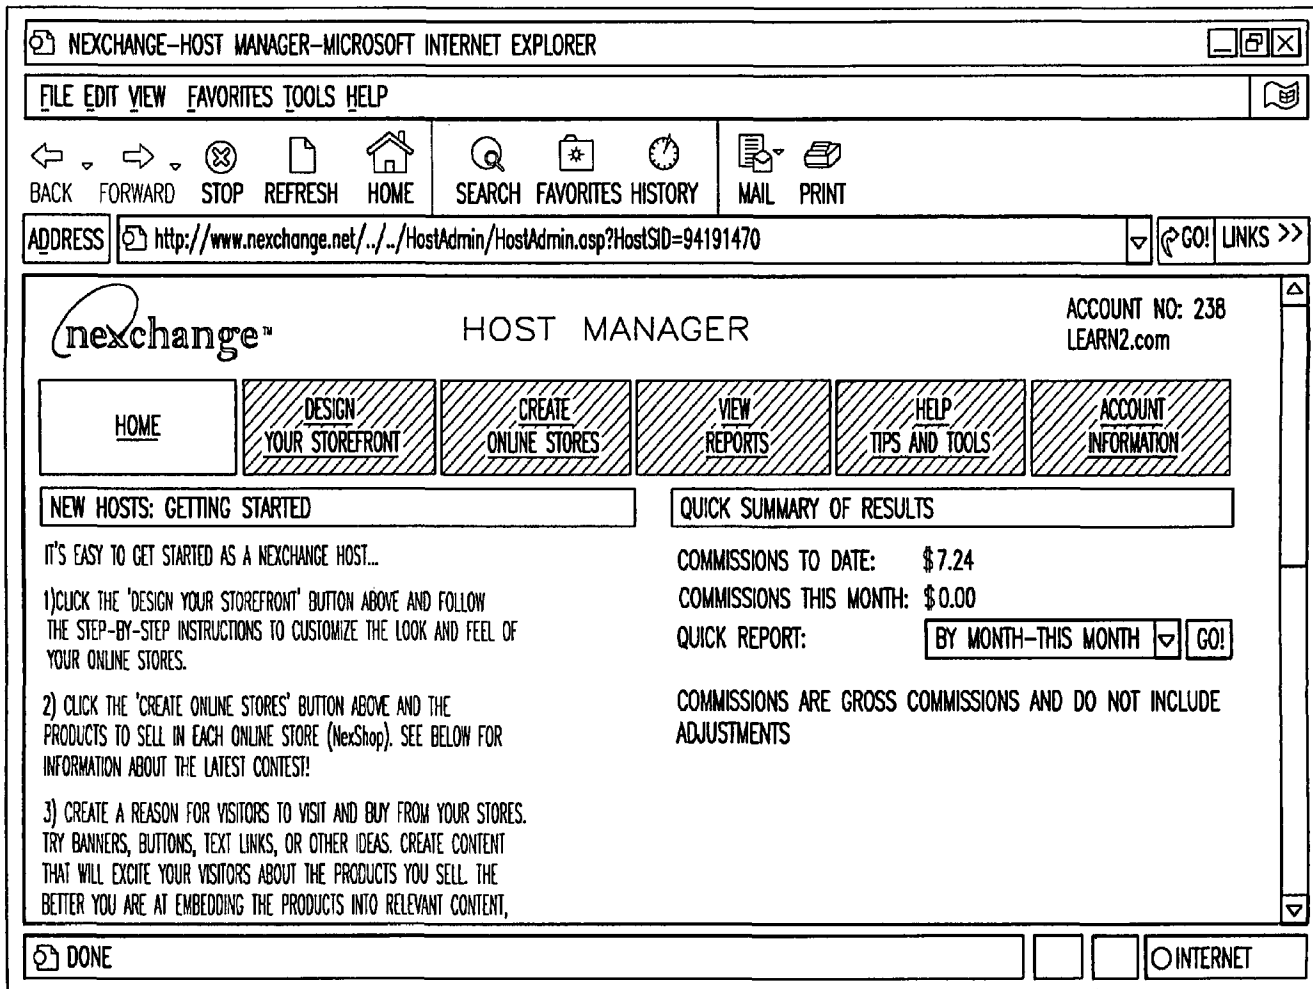 NEXCHANGE-HOST MANAGER-MICROSOFT INTERNET EXPLORER
FILE EDIT VIEW FAVORITES TOOLS HELP
BACK FORWARD STOP REFRESH HOME SEARCH FAVORITES HISTORY MAIL PRINT
ADDRESS http://www.nexchange.net/../../HostAdmin/HostAdmin.asp?HostSID=94191470 GO! LINKS >>
nexchange™ HOST MANAGER
ACCOUNT NO: 238
LEARN2.com
HOME
DESIGN
YOUR STOREFRONT
CREATE
ONLINE STORES
VIEW
REPORTS
HELP
TIPS AND TOOLS
ACCOUNT
INFORMATION
NEW HOSTS: GETTING STARTED
IT'S EASY TO GET STARTED AS A NEXCHANGE HOST...
1)CLICK THE 'DESIGN YOUR STOREFRONT' BUTTON ABOVE AND FOLLOW
THE STEP-BY-STEP INSTRUCTIONS TO CUSTOMIZE THE LOOK AND FEEL OF
YOUR ONLINE STORES.
2) CLICK THE 'CREATE ONLINE STORES' BUTTON ABOVE AND THE
PRODUCTS TO SELL IN EACH ONLINE STORE (NexShop). SEE BELOW FOR
INFORMATION ABOUT THE LATEST CONTEST!
3) CREATE A REASON FOR VISITORS TO VISIT AND BUY FROM YOUR STORES.
TRY BANNERS, BUTTONS, TEXT LINKS, OR OTHER IDEAS. CREATE CONTENT
THAT WILL EXCITE YOUR VISITORS ABOUT THE PRODUCTS YOU SELL. THE
BETTER YOU ARE AT EMBEDDING THE PRODUCTS INTO RELEVANT CONTENT,
QUICK SUMMARY OF RESULTS
COMMISSIONS TO DATE: $7.24
COMMISSIONS THIS MONTH: $0.00
QUICK REPORT: BY MONTH-THIS MONTH GO!
COMMISSIONS ARE GROSS COMMISSIONS AND DO NOT INCLUDE
ADJUSTMENTS
DONE INTERNET